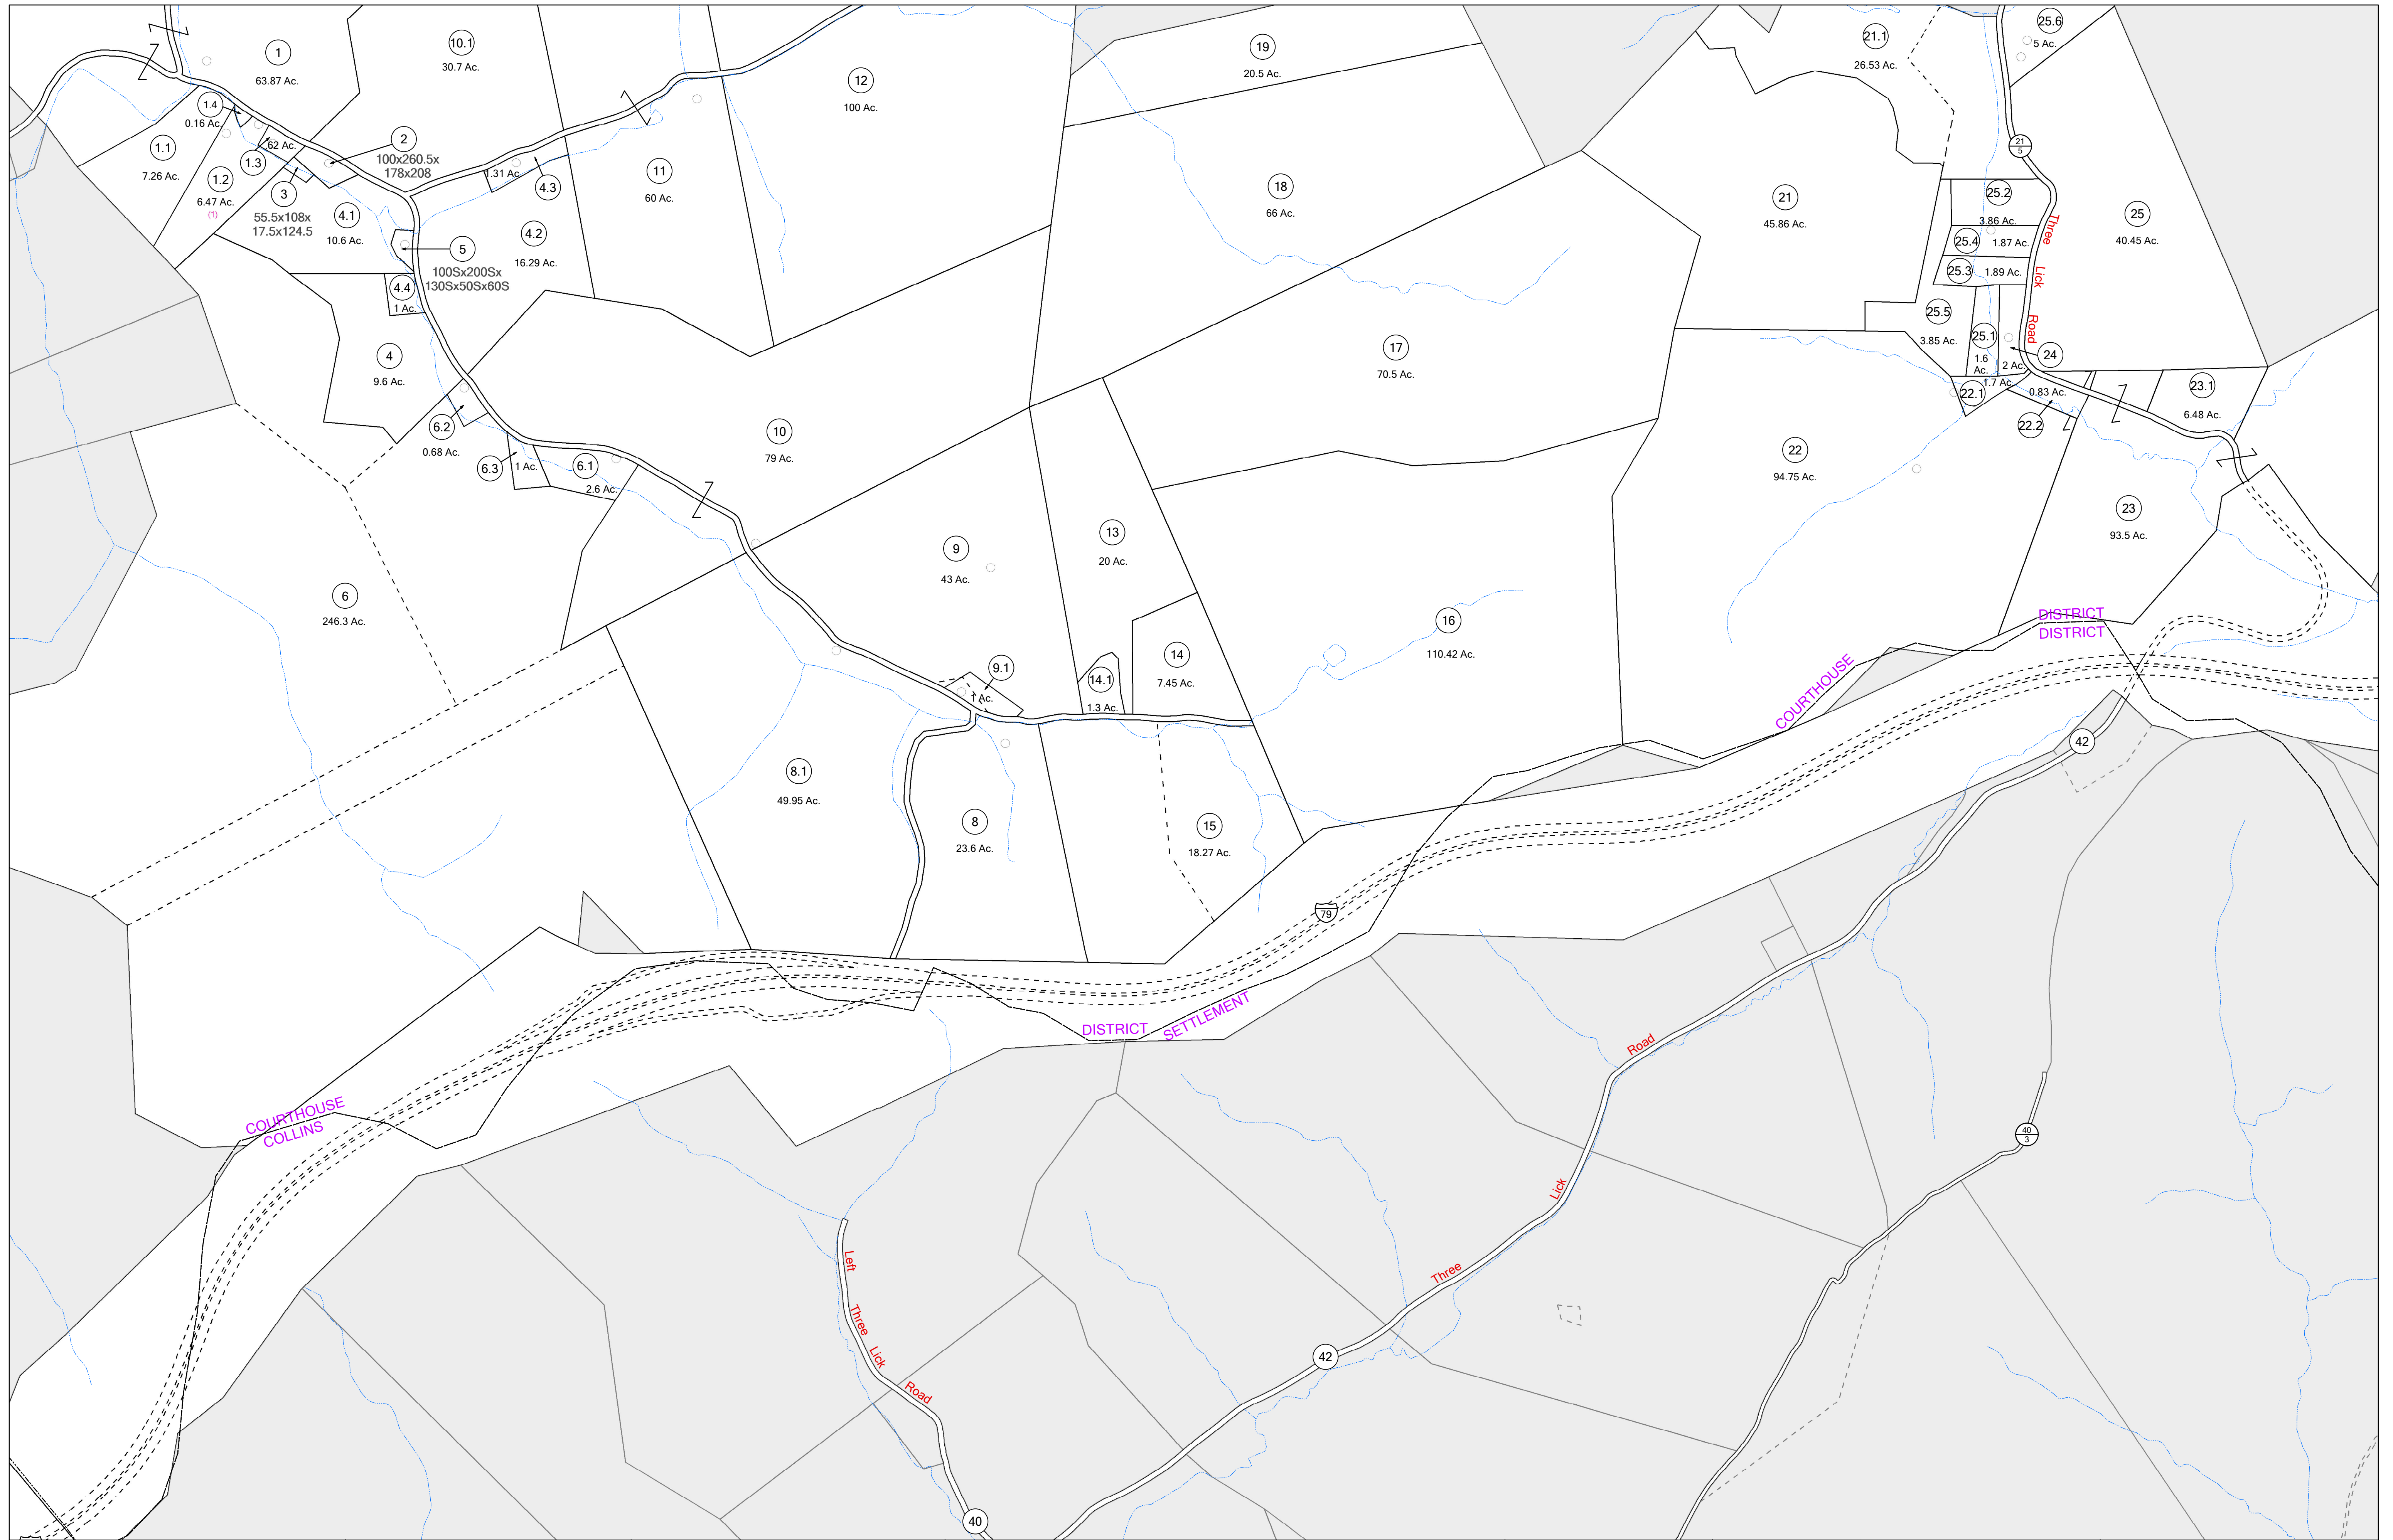 1
63.87 Ac.
10.1
30.7 Ac.
12
100 Ac.
19
20.5 Ac.
21.1
26.53 Ac.
25.6
5 Ac.
1.4
0.16 Ac.
1.1
7.26 Ac.
1.2
6.47 Ac.
(1)
1.3
.62 Ac.
2
100x260.5x
178x208
3
55.5x108x
17.5x124.5
4.1
10.6 Ac.
1.31 Ac.
4.3
4.2
16.29 Ac.
5
100Sx200Sx
130Sx50Sx60S
4.4
1 Ac.
11
60 Ac.
18
66 Ac.
21
45.86 Ac.
21
5
25.2
3.86 Ac.
25.4
1.87 Ac.
25.3
1.89 Ac.
25.5
3.85 Ac.
25.1
1.6
Ac.
2 Ac.
24
25
40.45 Ac.
Three
Lick
Road
4
9.6 Ac.
17
70.5 Ac.
22.1
1.7 Ac.
0.83 Ac.
22.2
23.1
6.48 Ac.
6.2
0.68 Ac.
6.3
1 Ac.
6.1
2.6 Ac.
10
79 Ac.
22
94.75 Ac.
23
93.5 Ac.
6
246.3 Ac.
9
43 Ac.
13
20 Ac.
16
110.42 Ac.
9.1
1 Ac.
14.1
1.3 Ac.
14
7.45 Ac.
DISTRICT
DISTRICT
COURTHOUSE
42
8.1
49.95 Ac.
8
23.6 Ac.
15
18.27 Ac.
79
DISTRICT
SETTLEMENT
COURTHOUSE
COLLINS
Road
Lick
Three
42
40
3
Left
Three
Lick
Road
40